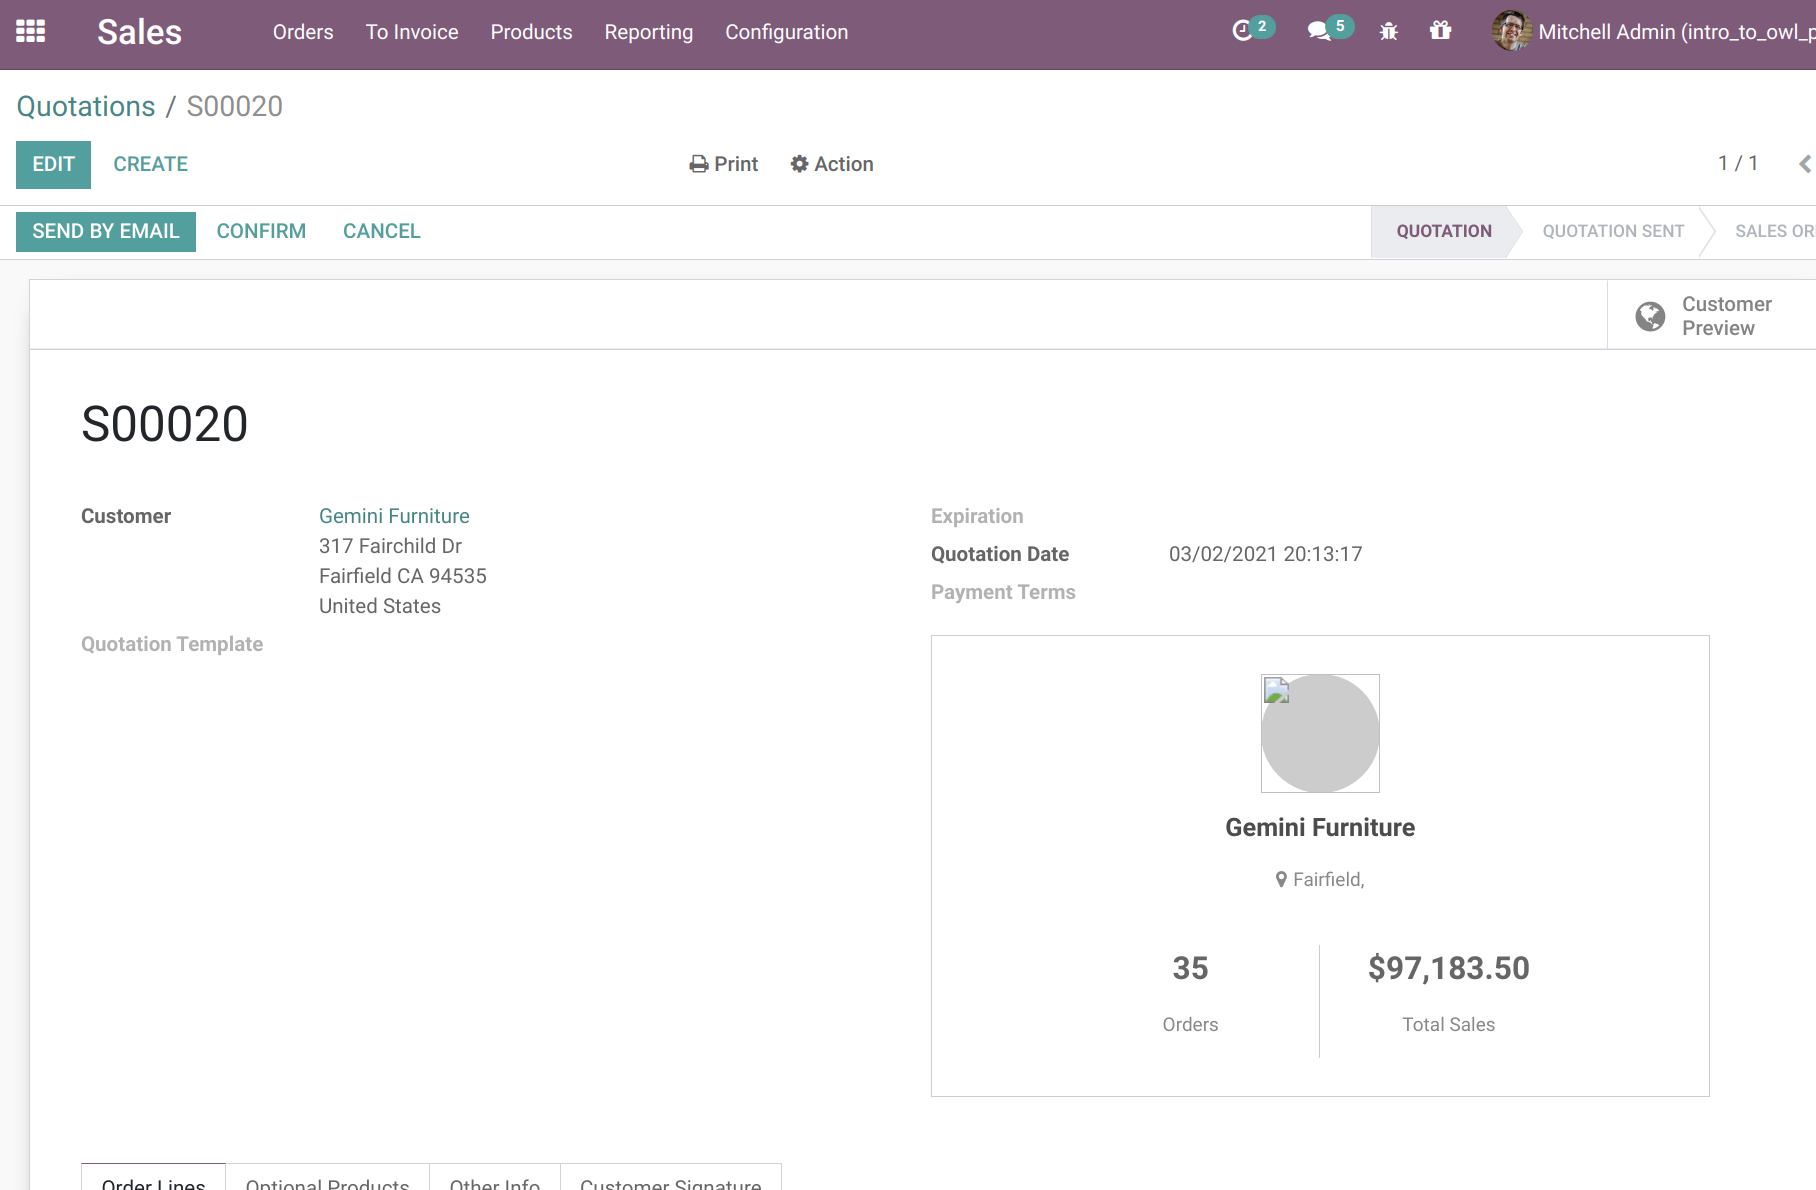 Sales
Orders To Invoice Products Reporting Configuration
2 5 Mitchell Admin (intro_to_owl_p
Quotations / S00020
EDIT CREATE
Print Action
1 / 1
SEND BY EMAIL CONFIRM CANCEL
QUOTATION QUOTATION SENT SALES OR
Customer
Preview
S00020
Customer
Gemini Furniture
317 Fairchild Dr
Fairfield CA 94535
United States
Quotation Template
Expiration
Quotation Date 03/02/2021 20:13:17
Payment Terms
Gemini Furniture
Fairfield,
35
Orders
$97,183.50
Total Sales
Order Lines Optional Products Other Info Customer Signature